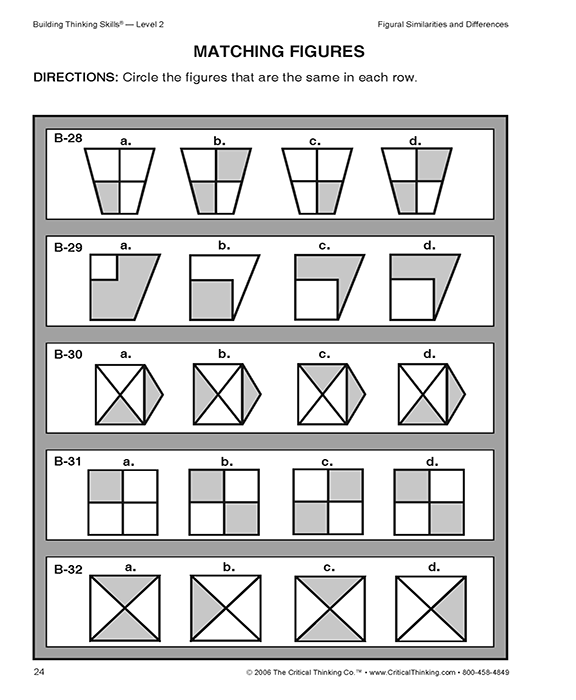 Building Thinking Skills® — Level 2 Figural Similarities and Differences
MATCHING FIGURES
DIRECTIONS: Circle the figures that are the same in each row.
B-28 a. b. c. d.
B-29 a. b. c. d.
B-30 a. b. c. d.
B-31 a. b. c. d.
B-32 a. b. c. d.
24 © 2006 The Critical Thinking Co.™ • www.CriticalThinking.com • 800-458-4849